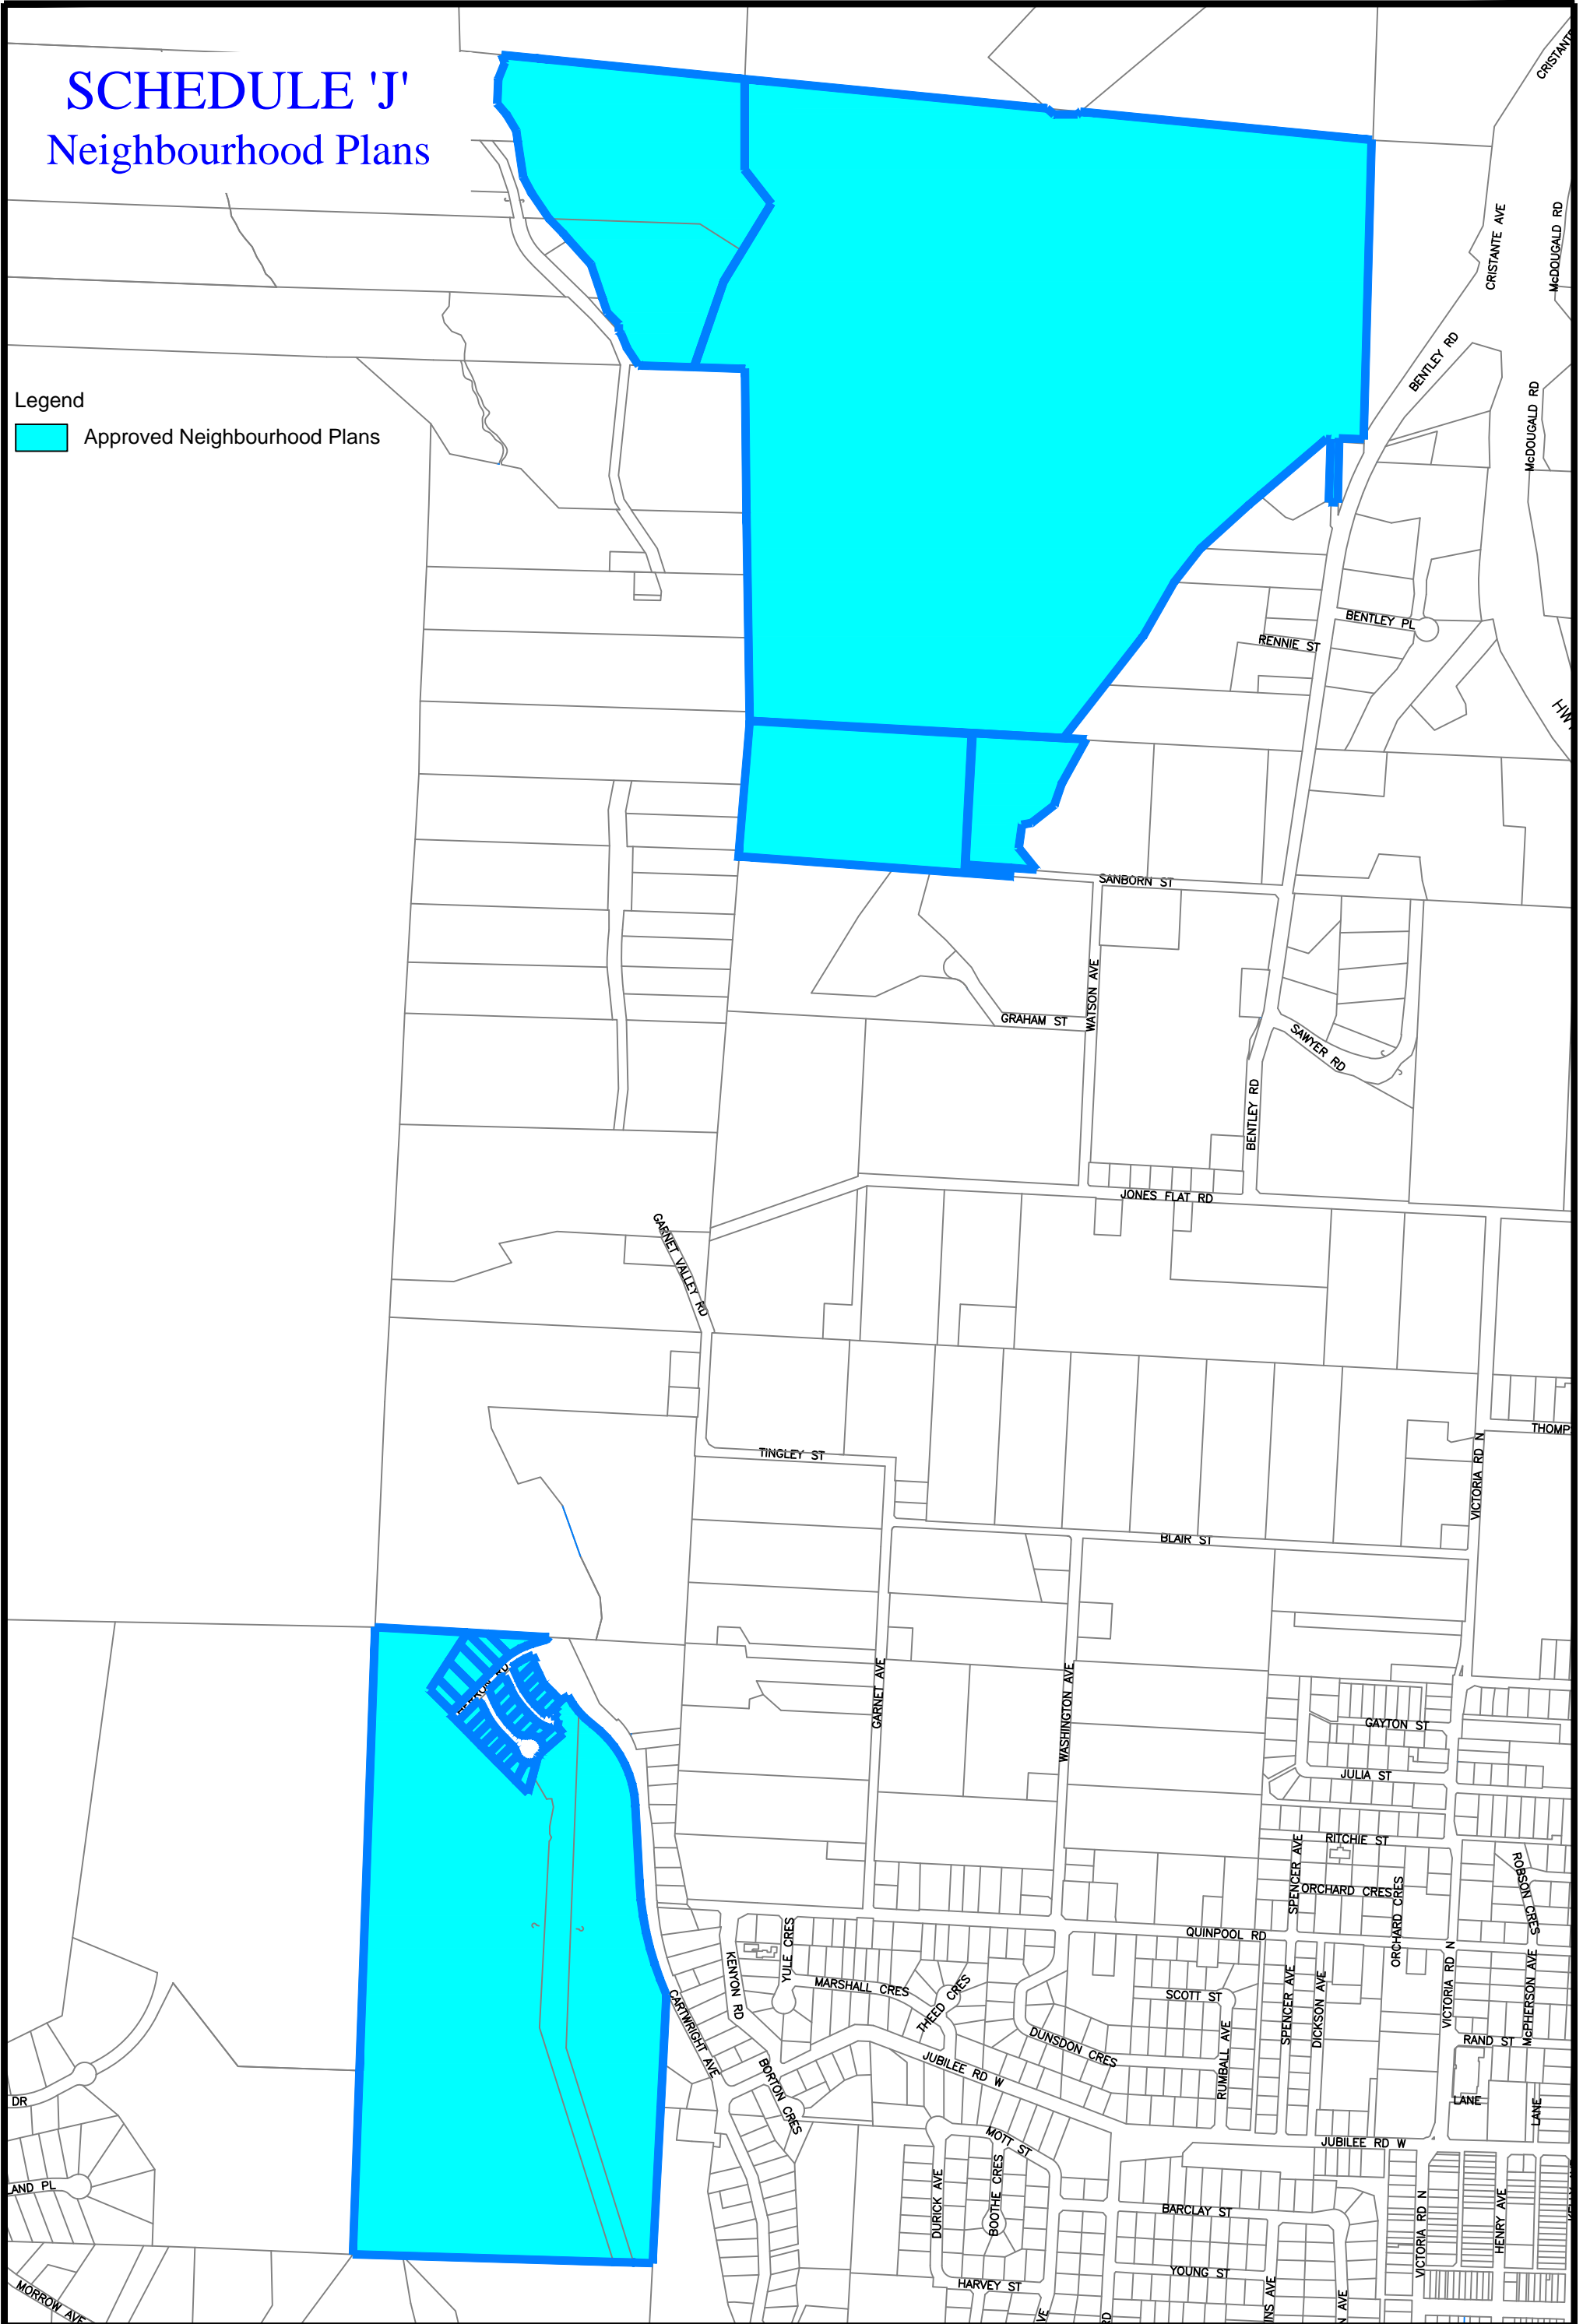 SCHEDULE 'J'
Neighbourhood Plans
Legend
Approved Neighbourhood Plans
CRISTANTE AVE
McDOUGALD RD
BENTLEY RD
McDOUGALD RD
BENTLEY PL
RENNIE ST
SANBORN ST
WATSON AVE
GRAHAM ST
SAWYER RD
BENTLEY RD
JONES FLAT RD
GARNET VALLEY RD
TINGLEY ST
VICTORIA RD N
BLAIR ST
GARNET AVE
WASHINGTON AVE
GAYTON ST
JULIA ST
RITCHIE ST
SPENCER AVE
ORCHARD CRES
ORCHARD CRES
ROBSON CRES
QUINPOOL RD
KENYON RD
YULE CRES
MARSHALL CRES
THEED CRES
SCOTT ST
SPENCER AVE
DICKSON AVE
VICTORIA RD N
McPHERSON AVE
CARTWRIGHT AVE
DUNSDON CRES
RUMBALL AVE
RAND ST
BORTON CRES
JUBILEE RD W
LANE
LANE
DR
MOTT ST
JUBILEE RD W
LAND PL
DURICK AVE
BOOTHE CRES
BARCLAY ST
VICTORIA RD N
HENRY AVE
YOUNG ST
HARVEY ST
MORROW AVE